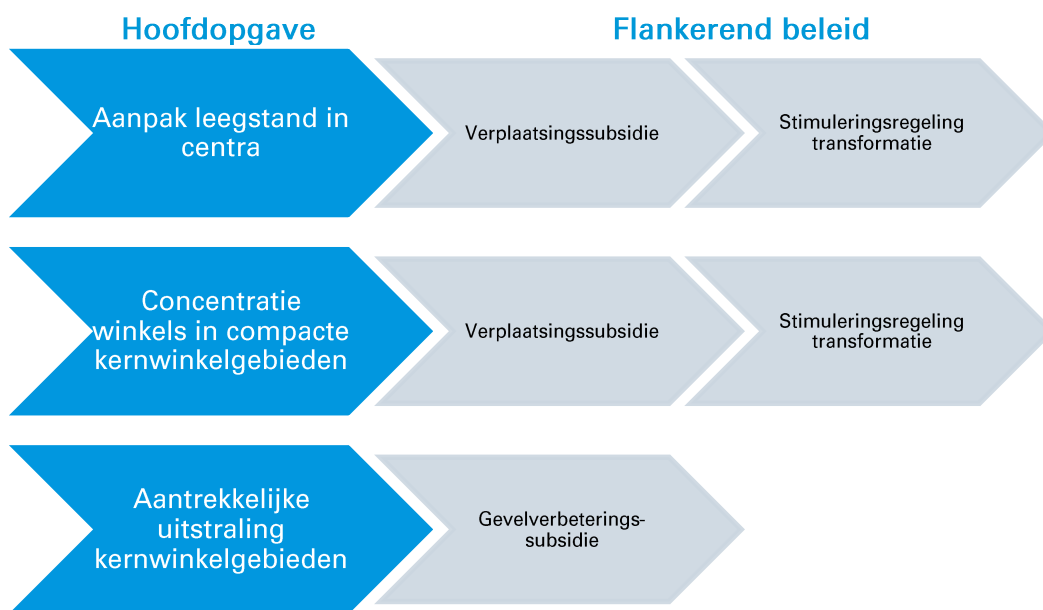 Hoofdopgave
Flankerend beleid
Aanpak leegstand in
centra
Verplaatsingssubsidie
Stimuleringsregeling
transformatie
Concentratie
winkels in compacte
kernwinkelgebieden
Verplaatsingssubsidie
Stimuleringsregeling
transformatie
Aantrekkelijke
uitstraling
kernwinkelgebieden
Gevelverbeterings-
subsidie